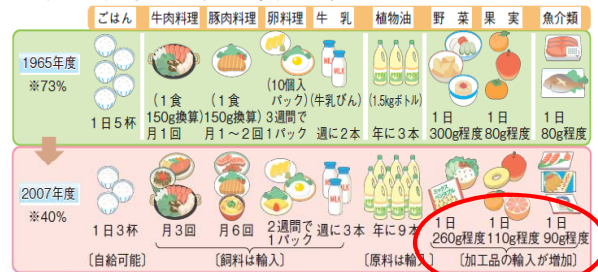 ごはん 牛肉料理 豚肉料理 卵料理 牛 乳 植物油 野 菜 果 実 魚介類
1965年度
※73%
1日5杯
(1食
150g換算)
月1回
(1食
150g換算)
月1～2回
(10個入
パック)
3週間で
1パック
(牛乳びん)
週に2本
(1.5kgボトル)
年に3本
1日
300g程度
1日
80g程度
1日
80g程度
2007年度
※40%
1日3杯
月3回
月6回
2週間で
1パック
週に3本
年に9本
1日
260g程度
1日
110g程度
1日
90g程度
〔自給可能〕
〔飼料は輸入〕
〔原料は輸入〕
〔加工品の輸入が増加〕
MILK
MILK